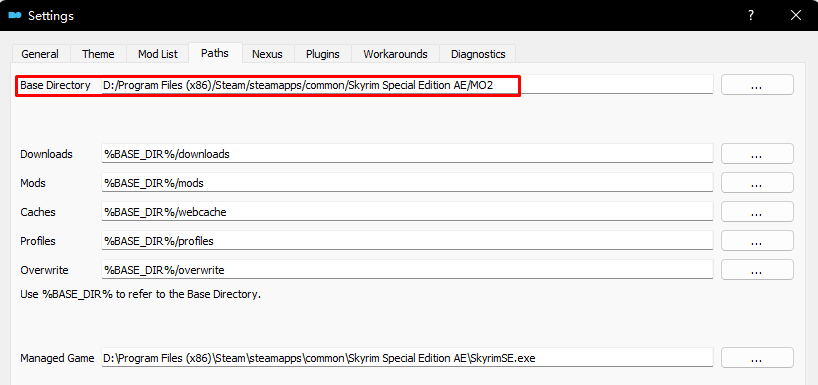 Settings
General Theme Mod List Paths Nexus Plugins Workarounds Diagnostics
Base Directory D:/Program Files (x86)/Steam/steamapps/common/Skyrim Special Edition AE/MO2 ...
Downloads %BASE_DIR%/downloads ...
Mods %BASE_DIR%/mods ...
Caches %BASE_DIR%/webcache ...
Profiles %BASE_DIR%/profiles ...
Overwrite %BASE_DIR%/overwrite ...
Use %BASE_DIR% to refer to the Base Directory.
Managed Game D:\Program Files (x86)\Steam\steamapps\common\Skyrim Special Edition AE\SkyrimSE.exe ...